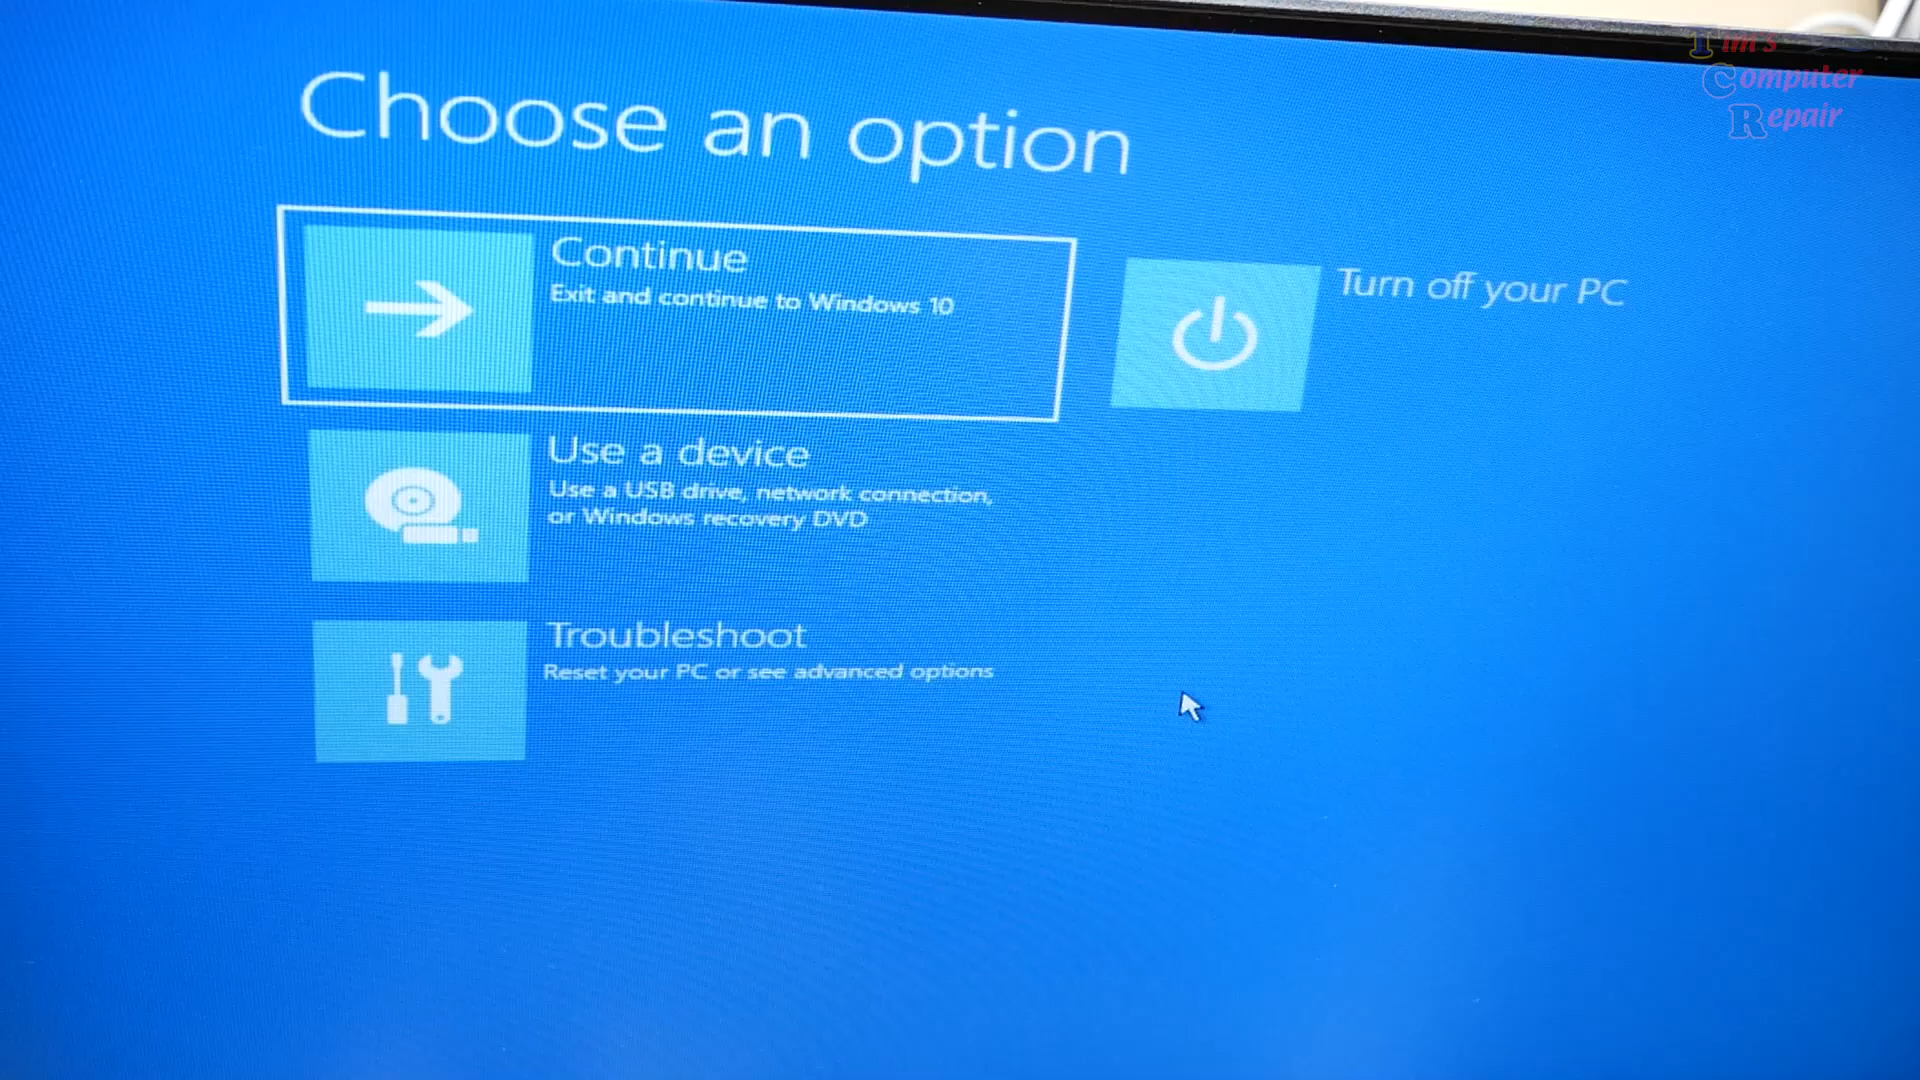 Tim's
Computer
Repair
Choose an option
Continue
Exit and continue to Windows 10
Turn off your PC
Use a device
Use a USB drive, network connection,
or Windows recovery DVD
Troubleshoot
Reset your PC or see advanced options